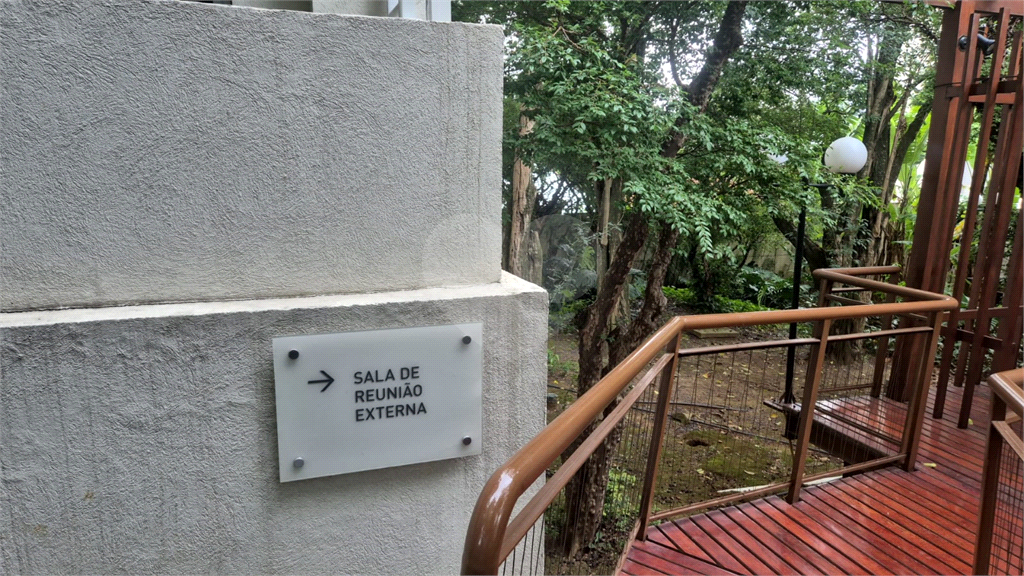 → SALA DE
REUNIÃO
EXTERNA